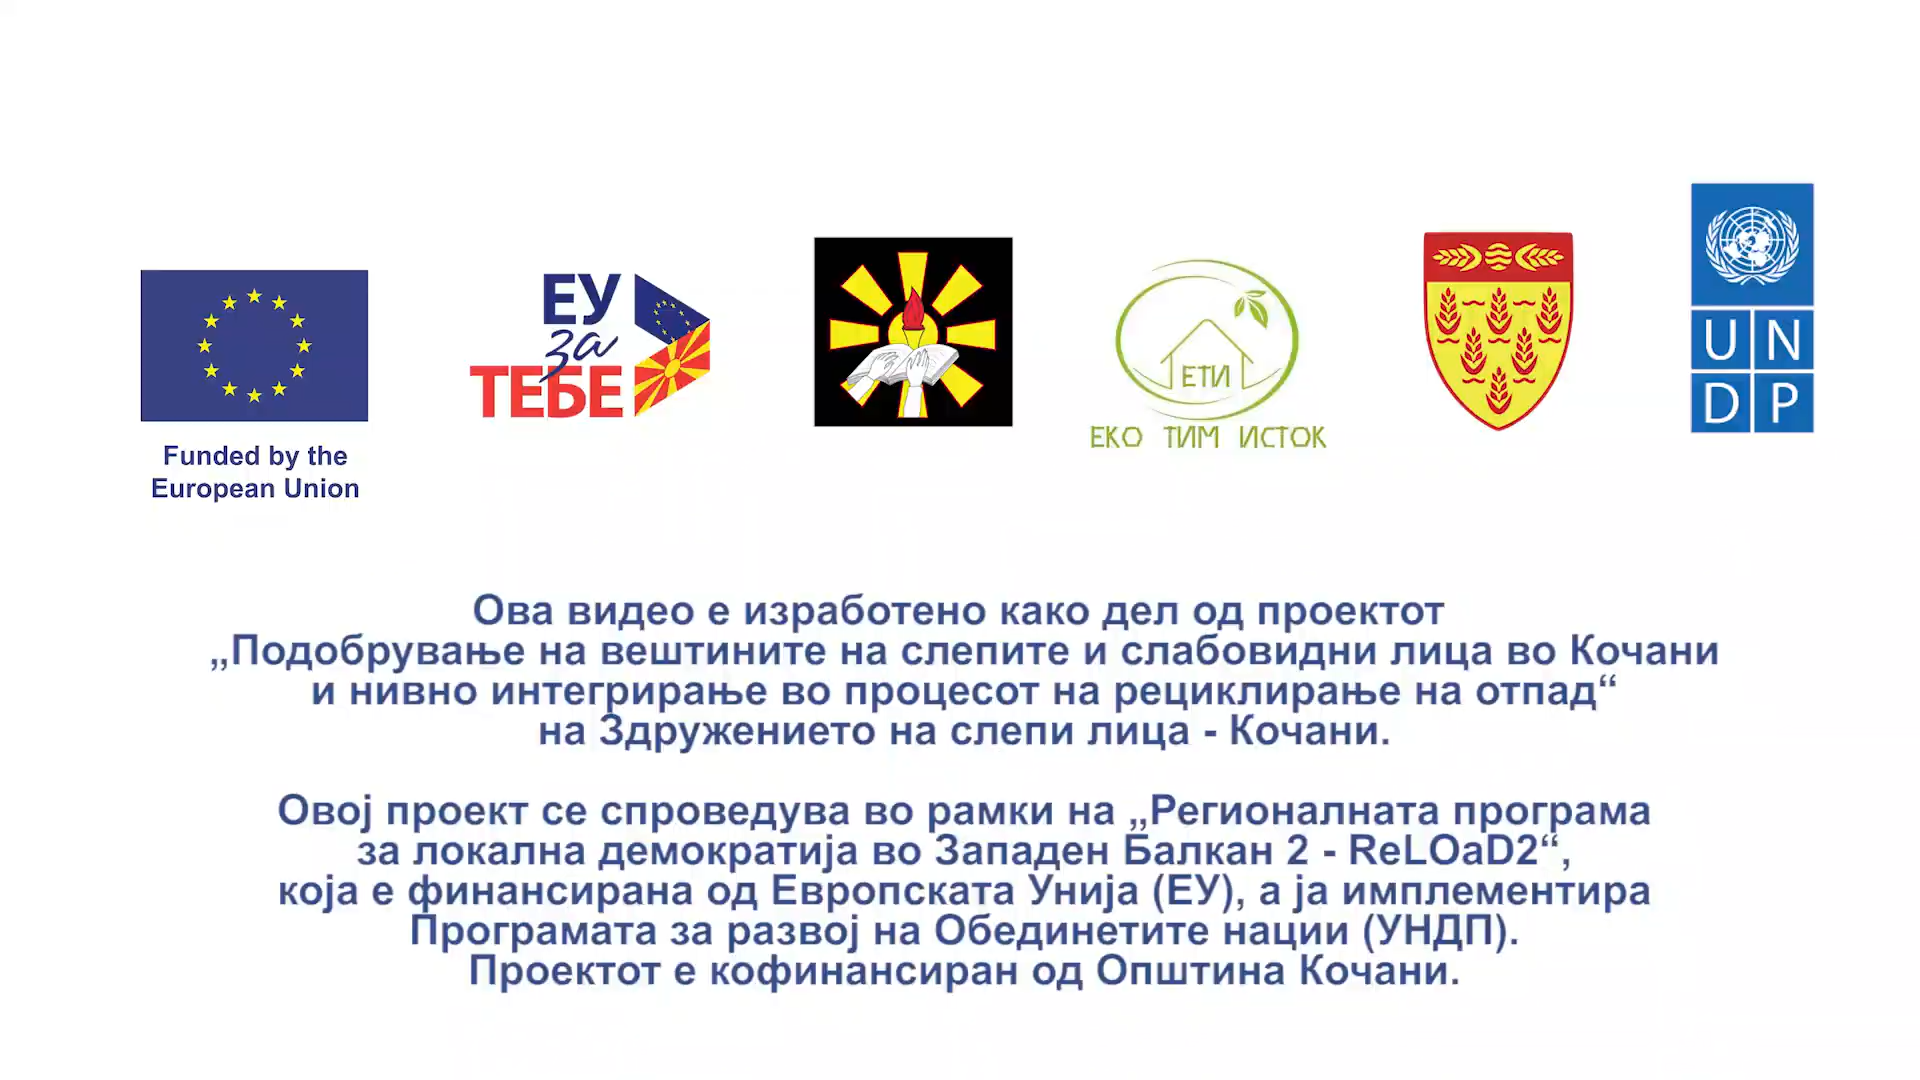 Funded by the
European Union
ЕУ
за
ТЕБЕ
ЕТИ
ЕКО ТИМ ИСТОК
UN
DP
Ова видео е изработено како дел од проектот
„Подобрување на вештините на слепите и слабовидни лица во Кочани
и нивно интегрирање во процесот на рециклирање на отпад“
на Здружението на слепи лица - Кочани.
Овој проект се спроведува во рамки на „Регионалната програма
за локална демократија во Западен Балкан 2 - ReLOaD2“,
која е финансирана од Европската Унија (ЕУ), а ја имплементира
Програмата за развој на Обединетите нации (УНДП).
Проектот е кофинансиран од Општина Кочани.